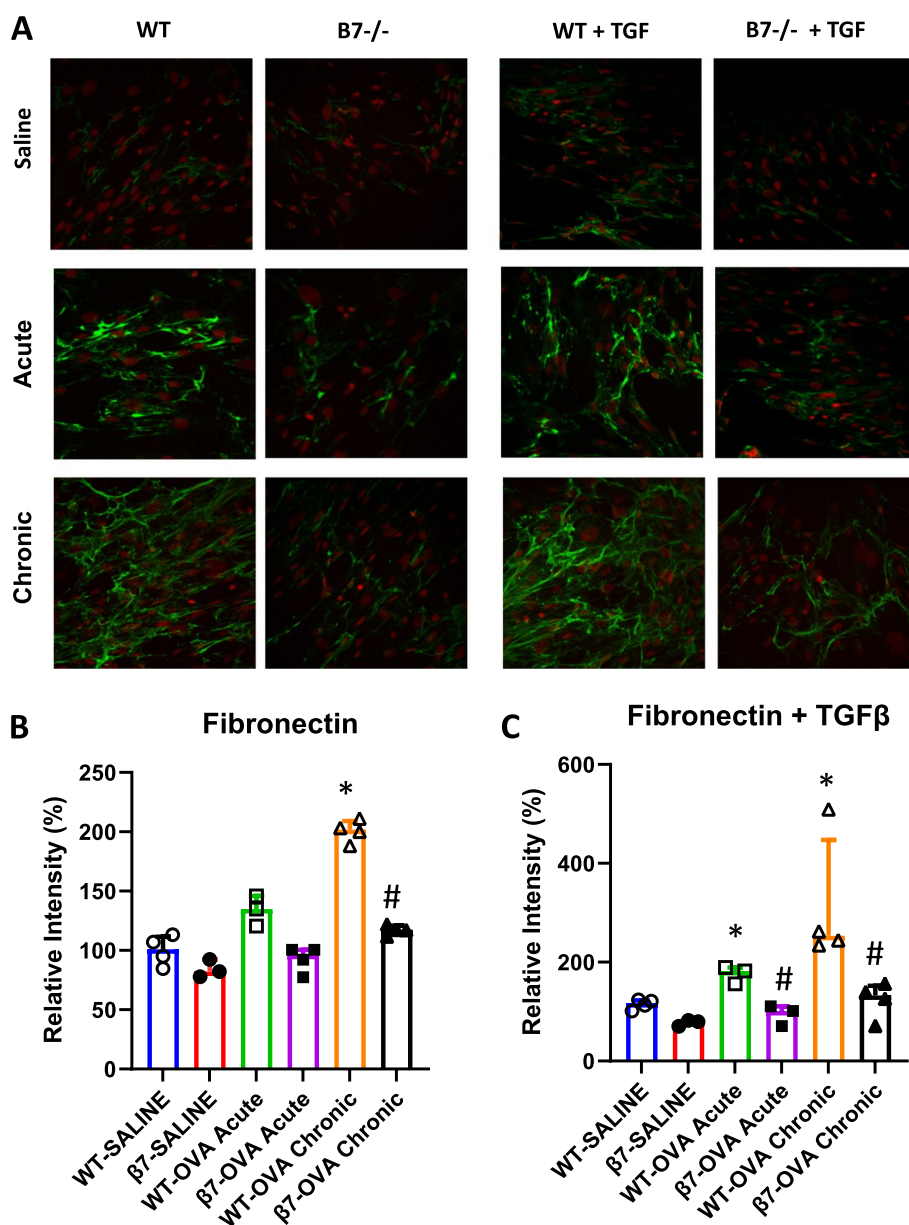 A
WT
B7-/-
WT + TGF
B7-/- + TGF
Saline
Acute
Chronic
B
Fibronectin
Relative Intensity (%)
250
200
150
100
50
0
*
#
WT-SALINE
β7-SALINE
WT-OVA Acute
β7-OVA Acute
WT-OVA Chronic
β7-OVA Chronic
C
Fibronectin + TGFβ
Relative Intensity (%)
600
400
200
0
*
#
*
#
WT-SALINE
β7-SALINE
WT-OVA Acute
β7-OVA Acute
WT-OVA Chronic
β7-OVA Chronic